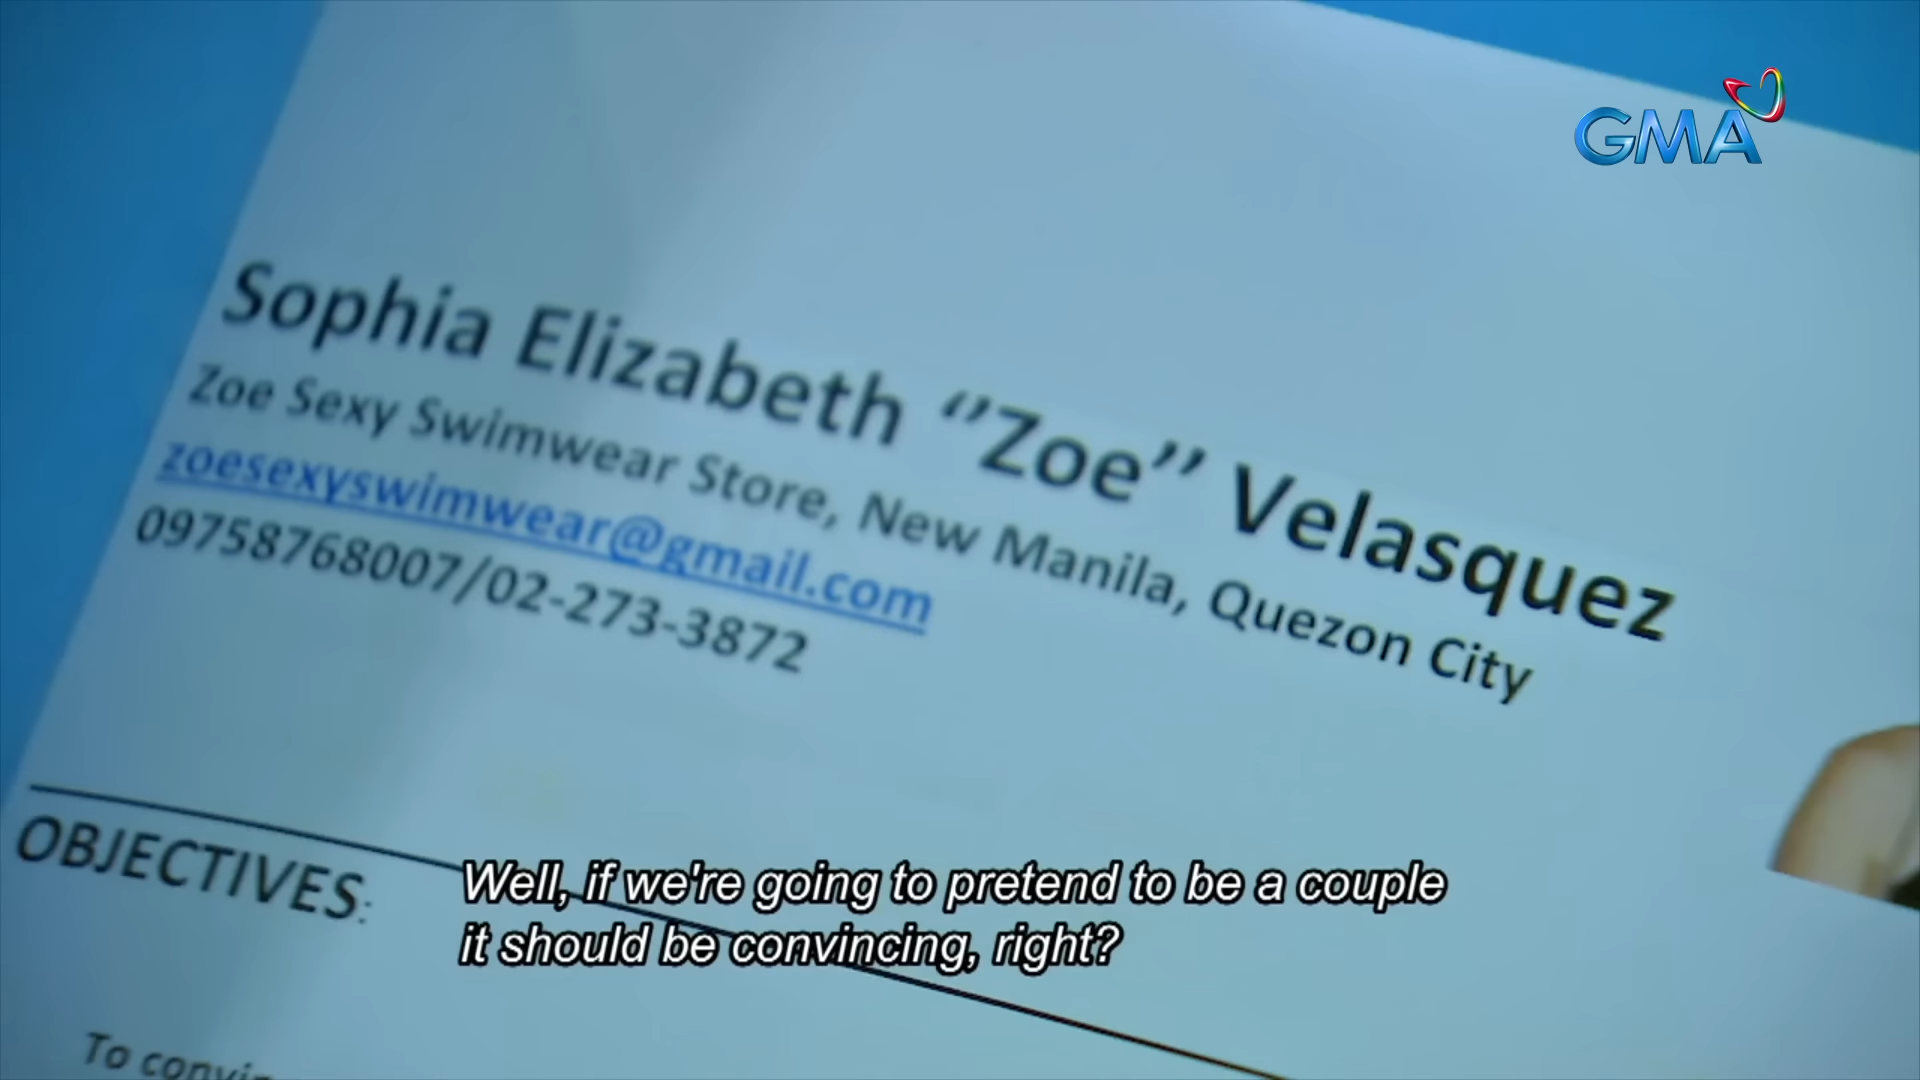 GMA
Sophia Elizabeth “Zoe” Velasquez
Zoe Sexy Swimwear Store, New Manila, Quezon City
zoesexyswimwear@gmail.com
09758768007/02-273-3872
OBJECTIVES:
Well, if we're going to pretend to be a couple
it should be convincing, right?
To